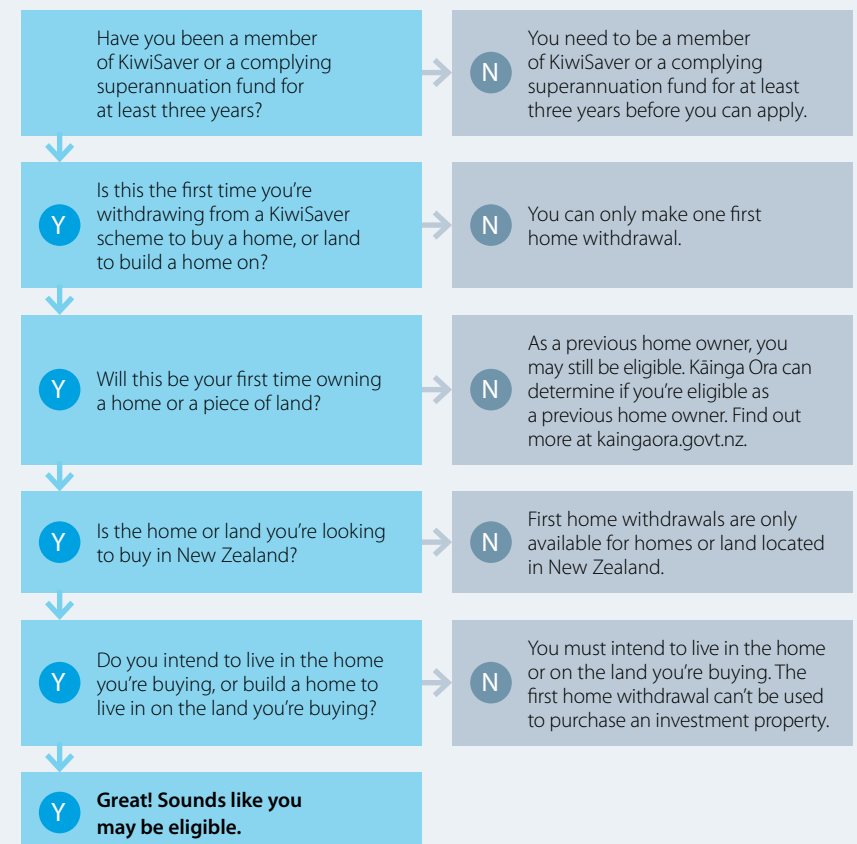 Have you been a member
of KiwiSaver or a complying
superannuation fund for
at least three years?
N
You need to be a member
of KiwiSaver or a complying
superannuation fund for at least
three years before you can apply.
Y
Is this the first time you're
withdrawing from a KiwiSaver
scheme to buy a home, or land
to build a home on?
N
You can only make one first
home withdrawal.
Y
Will this be your first time owning
a home or a piece of land?
N
As a previous home owner, you
may still be eligible. Kāinga Ora can
determine if you're eligible as
a previous home owner. Find out
more at kaingaora.govt.nz.
Y
Is the home or land you're looking
to buy in New Zealand?
N
First home withdrawals are only
available for homes or land located
in New Zealand.
Y
Do you intend to live in the home
you're buying, or build a home to
live in on the land you're buying?
N
You must intend to live in the home
or on the land you're buying. The
first home withdrawal can't be used
to purchase an investment property.
Y
Great! Sounds like you
may be eligible.